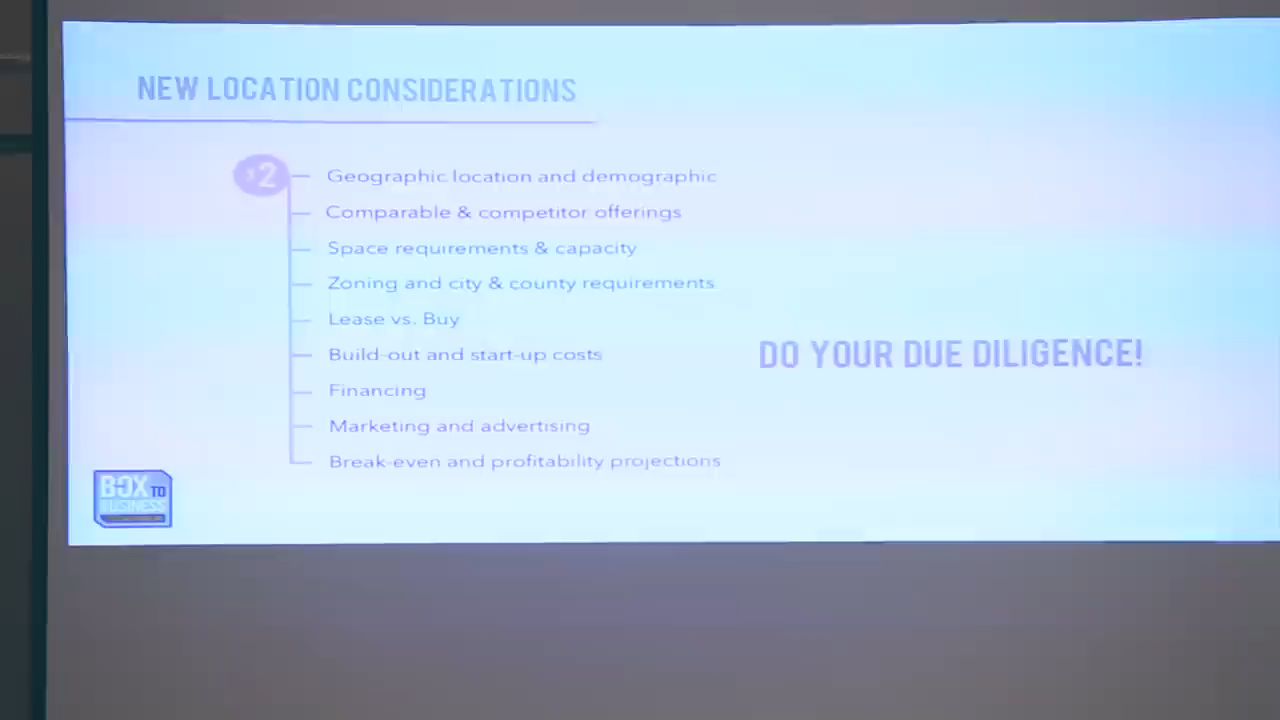 NEW LOCATION CONSIDERATIONS
Geographic location and demographic
Comparable & competitor offerings
Space requirements & capacity
Zoning and city & county requirements
Lease vs. Buy
Build-out and start-up costs
Financing
Marketing and advertising
Break-even and profitability projections
DO YOUR DUE DILIGENCE!
BOX TO
BUSINESS